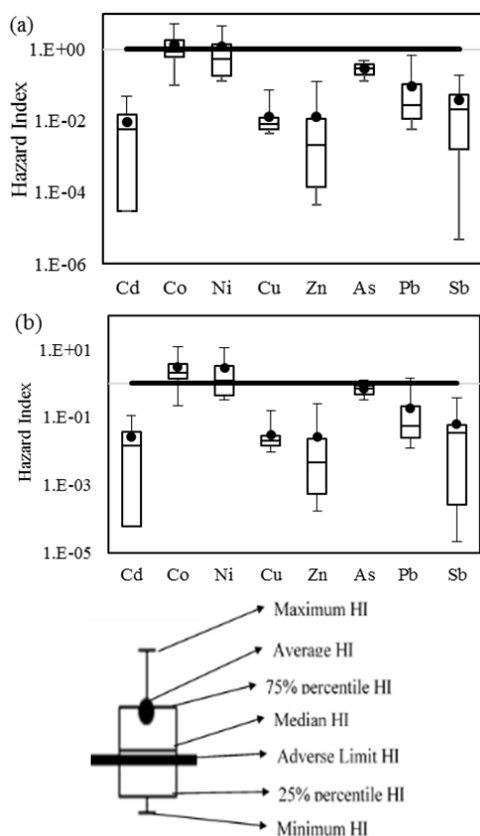 (a)
Hazard Index
1.E+00
1.E-02
1.E-04
1.E-06
Cd Co Ni Cu Zn As Pb Sb
(b)
Hazard Index
1.E+01
1.E-01
1.E-03
1.E-05
Cd Co Ni Cu Zn As Pb Sb
Maximum HI
Average HI
75% percentile HI
Median HI
Adverse Limit HI
25% percentile HI
Minimum HI